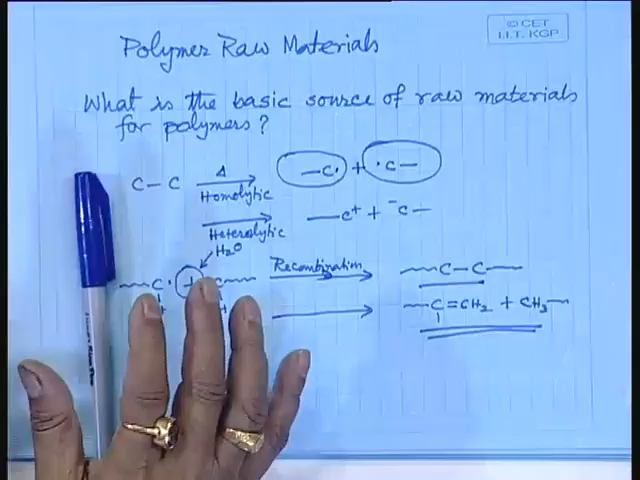 Polymer Raw Materials
© CET
I.I.T. KGP
What is the basic source of raw materials
for polymers?
C – C Δ Homolytic —C· + ·C—
Heterolytic —C⁺ + ⁻C—
H₂O
C· + C Recombination —C–C—
—C=CH₂ + CH₃—